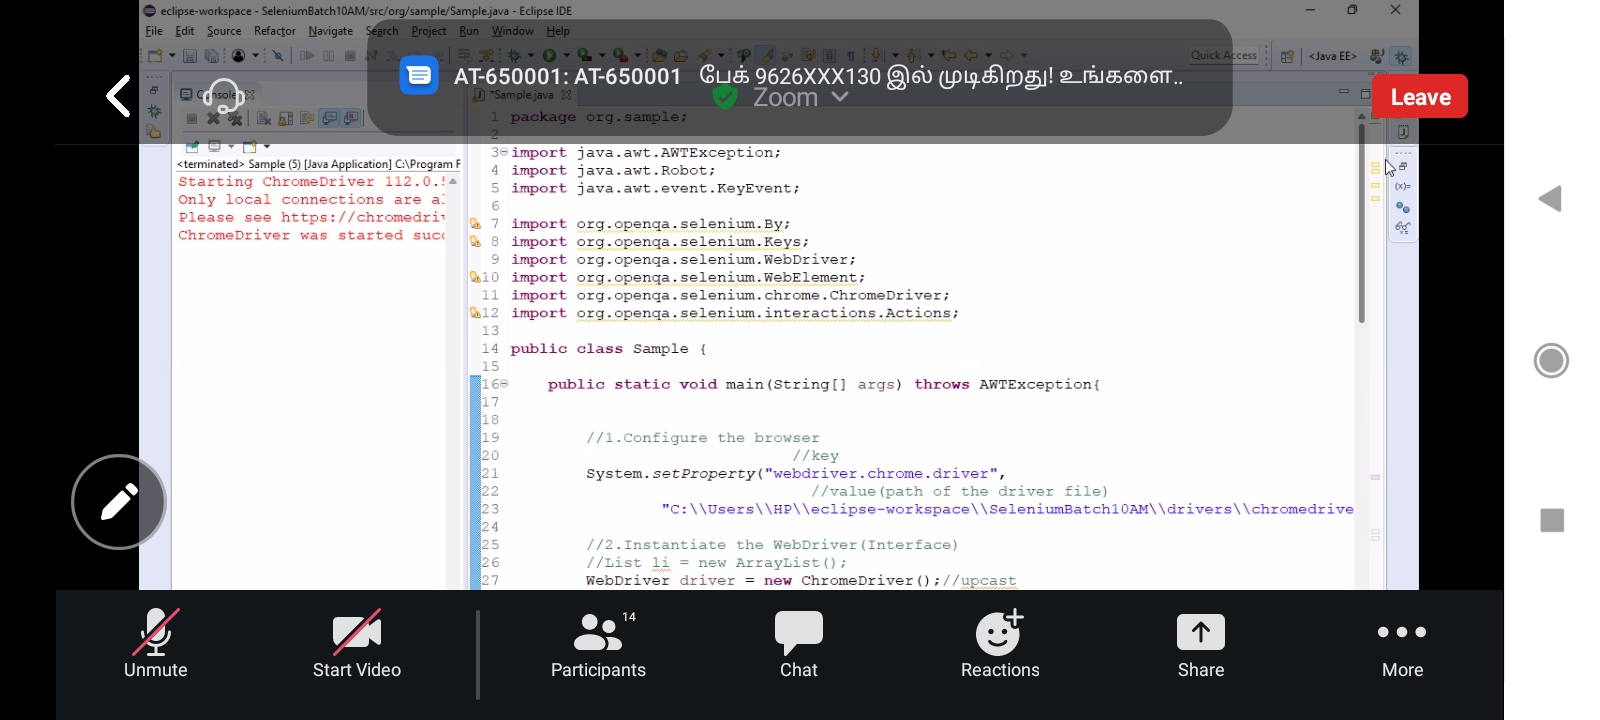 eclipse-workspace - SeleniumBatch10AM/src/org/sample/Sample.java - Eclipse IDE
File Edit Source Refactor Navigate Search Project Run Window Help
Quick Access <Java EE>
AT-650001: AT-650001 பேக் 9626XXX130 இல் முடிகிறது! உங்களை..
Zoom
Leave
Console
*Sample.java
<terminated> Sample (5) [Java Application] C:\Program F
Starting ChromeDriver 112.0.5
Only local connections are al
Please see https://chromedriv
ChromeDriver was started succ
1 package org.sample;
2
3 import java.awt.AWTException;
4 import java.awt.Robot;
5 import java.awt.event.KeyEvent;
6
7 import org.openqa.selenium.By;
8 import org.openqa.selenium.Keys;
9 import org.openqa.selenium.WebDriver;
10 import org.openqa.selenium.WebElement;
11 import org.openqa.selenium.chrome.ChromeDriver;
12 import org.openqa.selenium.interactions.Actions;
13
14 public class Sample {
15
16 public static void main(String[] args) throws AWTException{
17
18
19 //1.Configure the browser
20 //key
21 System.setProperty("webdriver.chrome.driver",
22 //value(path of the driver file)
23 "C:\\Users\\HP\\eclipse-workspace\\SeleniumBatch10AM\\drivers\\chromedrive
24
25 //2.Instantiate the WebDriver(Interface)
26 //List li = new ArrayList();
27 WebDriver driver = new ChromeDriver();//upcast
(x)=
14
Unmute
Start Video
Participants
Chat
Reactions
Share
More